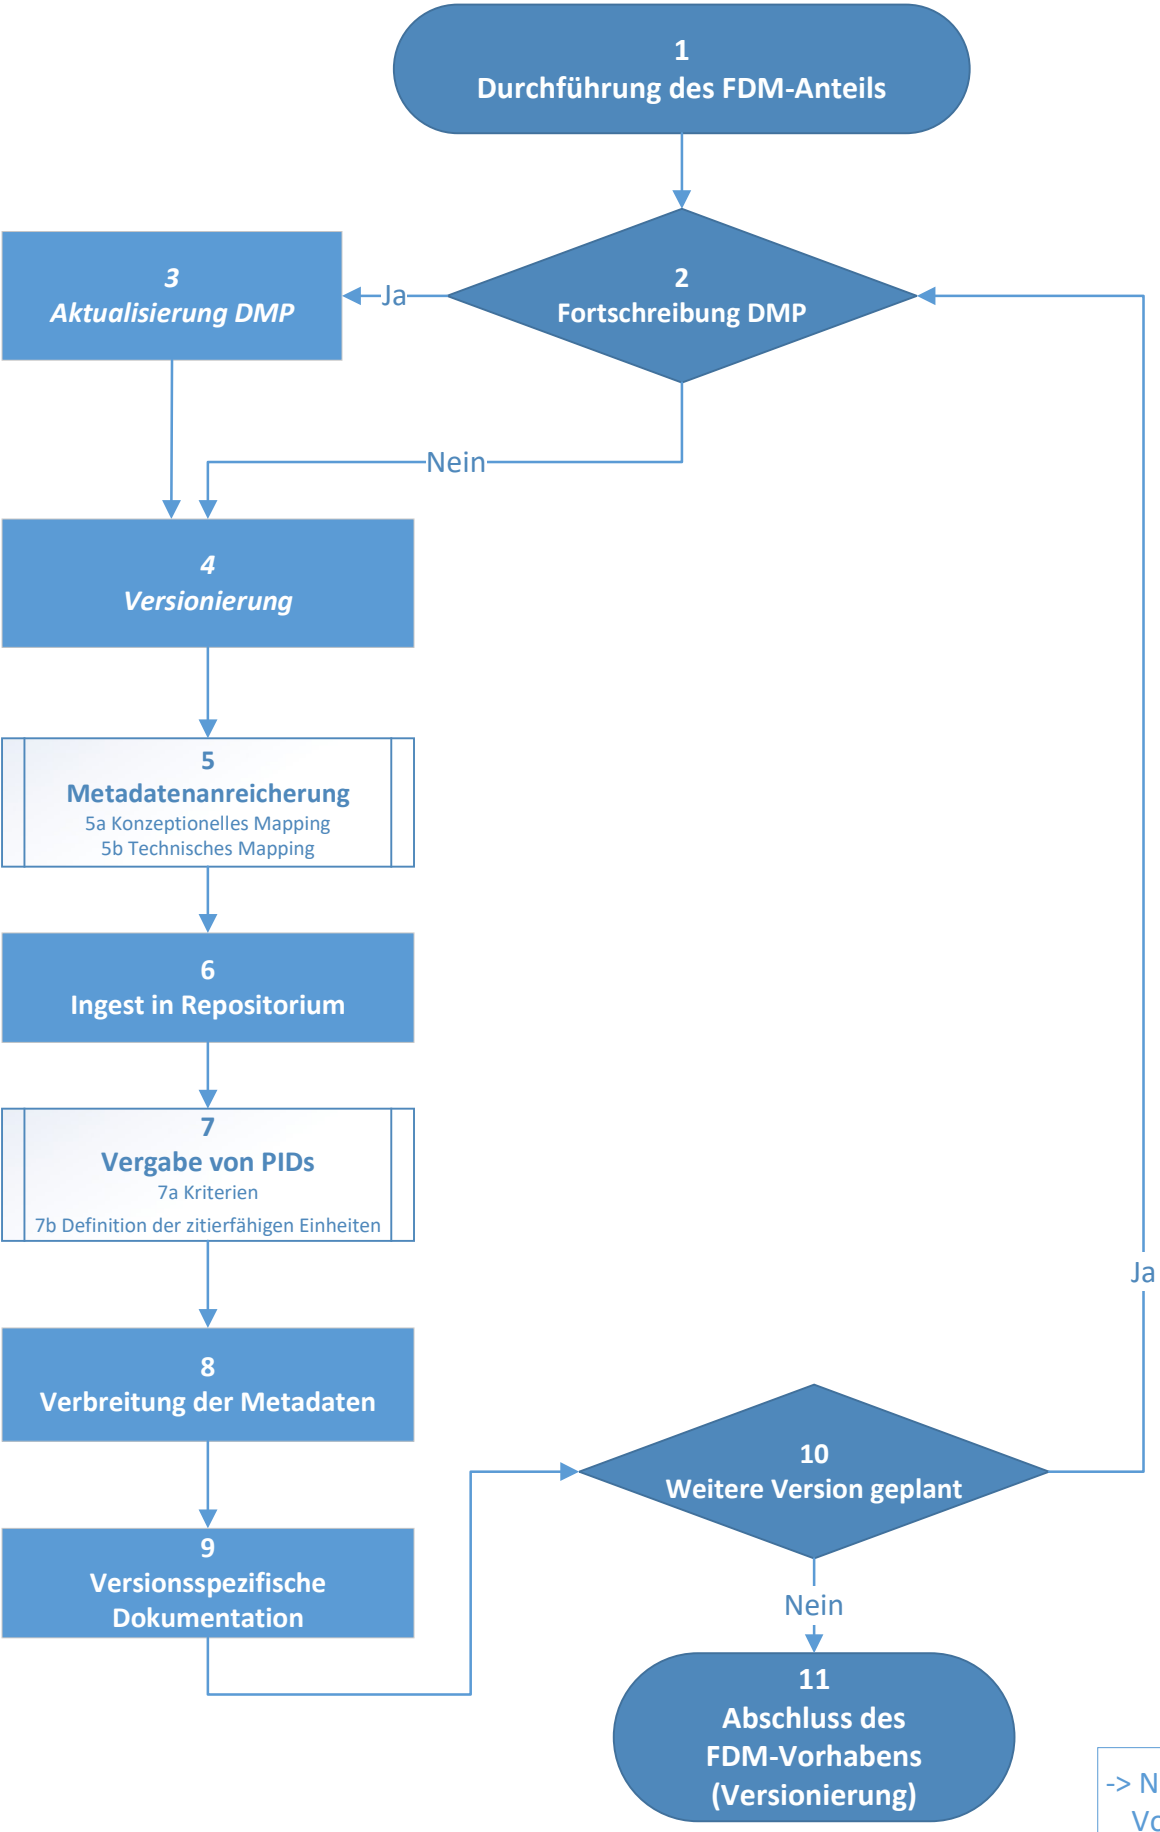 1
Durchführung des FDM-Anteils
2
Fortschreibung DMP
Ja
3
Aktualisierung DMP
Nein
4
Versionierung
5
Metadatenanreicherung
5a Konzeptionelles Mapping
5b Technisches Mapping
6
Ingest in Repositorium
7
Vergabe von PIDs
7a Kriterien
7b Definition der zitierfähigen Einheiten
8
Verbreitung der Metadaten
9
Versionsspezifische
Dokumentation
10
Weitere Version geplant
Ja
Nein
11
Abschluss des
FDM-Vorhabens
(Versionierung)
->